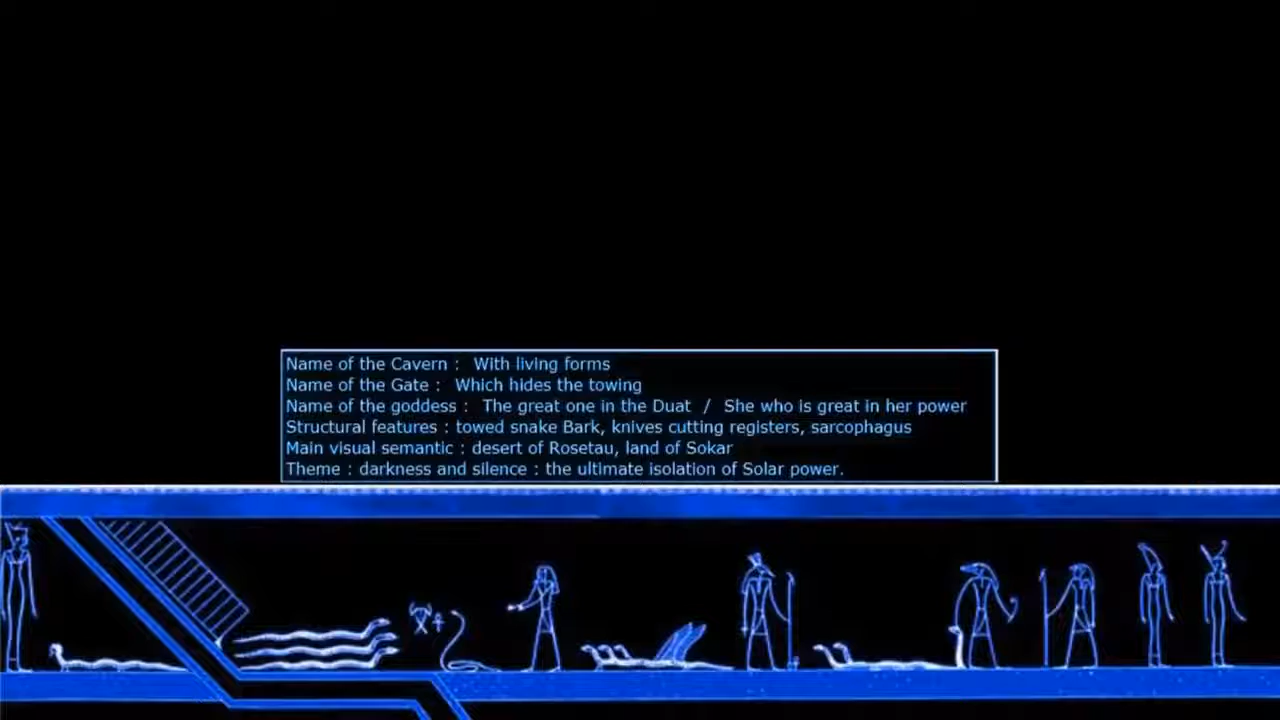 Name of the Cavern :  With living forms
Name of the Gate :  Which hides the towing
Name of the goddess :  The great one in the Duat  /  She who is great in her power
Structural features : towed snake Bark, knives cutting registers, sarcophagus
Main visual semantic : desert of Rosetau, land of Sokar
Theme : darkness and silence : the ultimate isolation of Solar power.